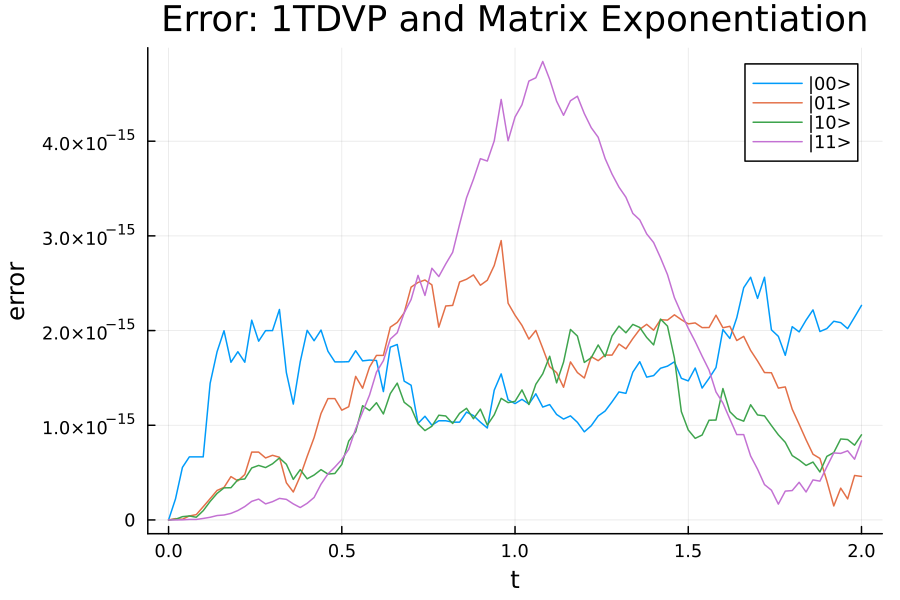 Error: 1TDVP and Matrix Exponentiation
|00>
|01>
|10>
|11>
error
4.0×10⁻¹⁵
3.0×10⁻¹⁵
2.0×10⁻¹⁵
1.0×10⁻¹⁵
0
0.0 0.5 1.0 1.5 2.0
t